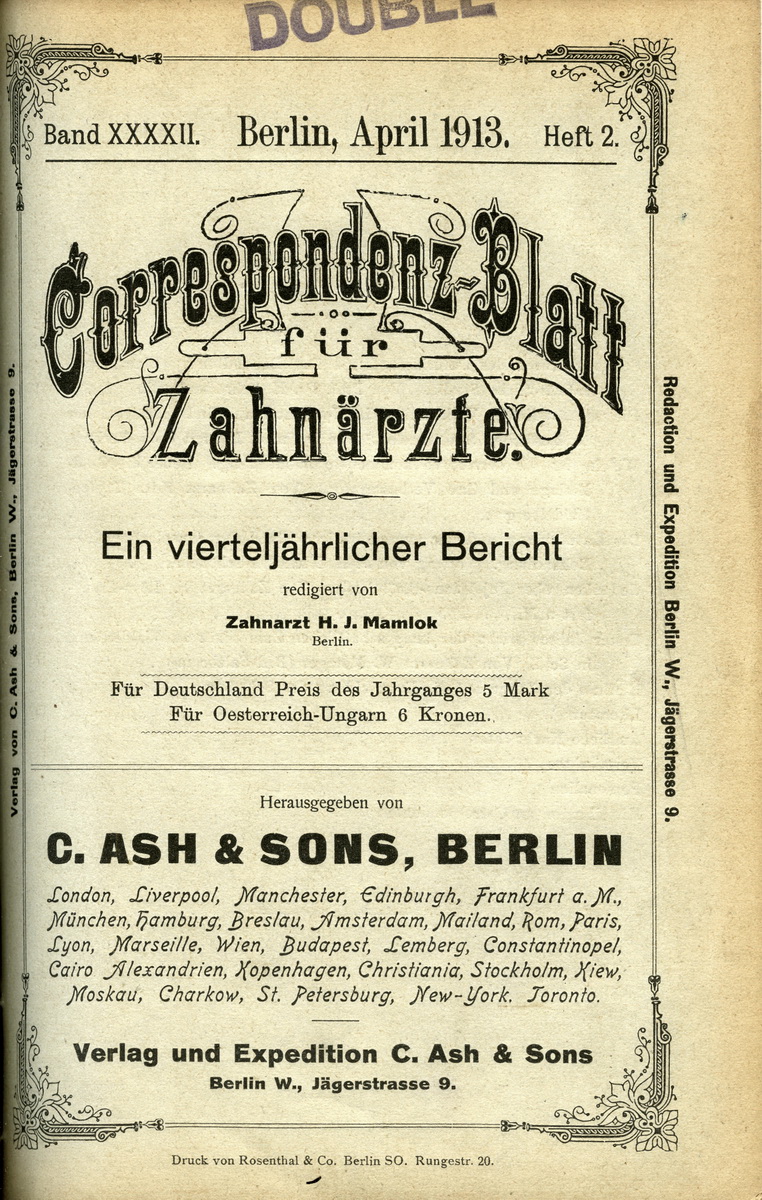 DOUBLE
Band XXXXII. Berlin, April 1913. Heft 2.
Correspondenz-Blatt
für
Zahnärzte.
Ein vierteljährlicher Bericht
redigiert von
Zahnarzt H. J. Mamlok
Berlin.
Für Deutschland Preis des Jahrganges 5 Mark
Für Oesterreich-Ungarn 6 Kronen.
Herausgegeben von
C. ASH & SONS, BERLIN
London, Liverpool, Manchester, Edinburgh, Frankfurt a. M.,
München, Hamburg, Breslau, Amsterdam, Mailand, Rom, Paris,
Lyon, Marseille, Wien, Budapest, Lemberg, Constantinopel,
Cairo Alexandrien, Kopenhagen, Christiania, Stockholm, Kiew,
Moskau, Charkow, St. Petersburg, New-York. Toronto.
Verlag und Expedition C. Ash & Sons
Berlin W., Jägerstrasse 9.
Druck von Rosenthal & Co. Berlin SO. Rungestr. 20.
Verlag von C. Ash & Sons, Berlin W., Jägerstrasse 9.
Redaction und Expedition Berlin W., Jägerstrasse 9.